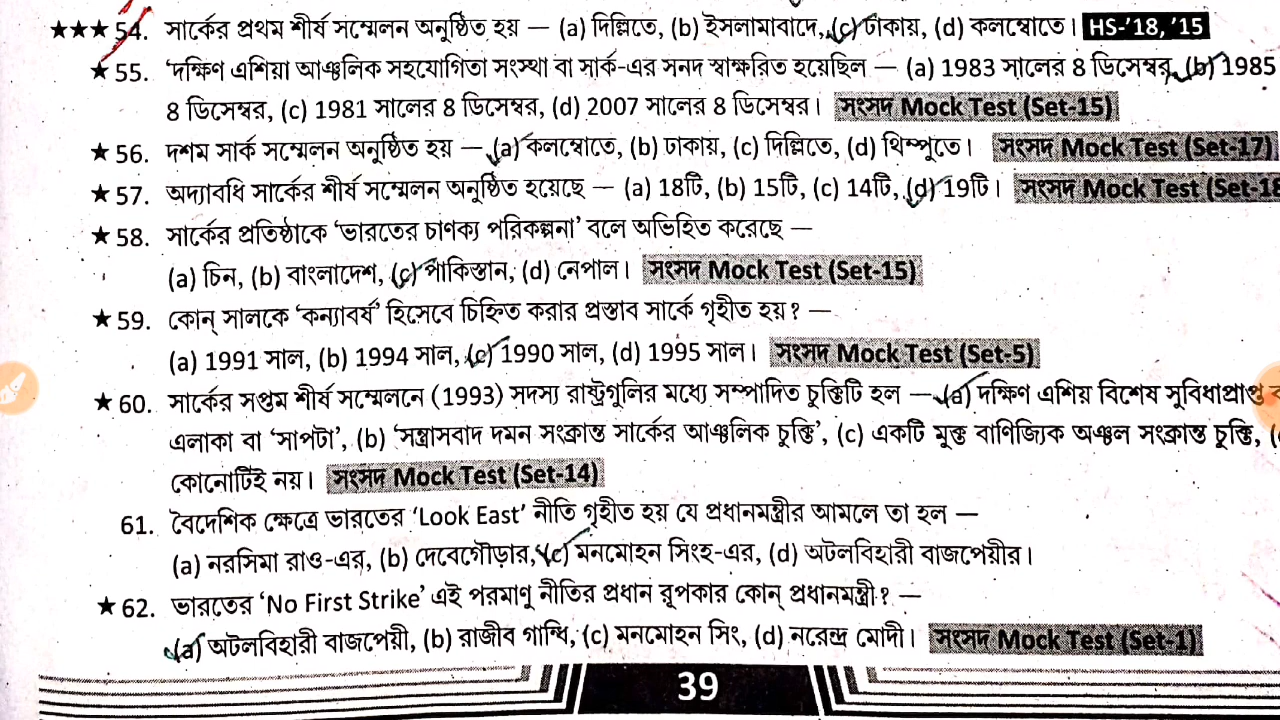 ★★★ 54. সার্কের প্রথম শীর্ষ সম্মেলন অনুষ্ঠিত হয় — (a) দিল্লিতে, (b) ইসলামাবাদে, (c) ঢাকায়, (d) কলম্বোতে। HS-'18, '15
★ 55. 'দক্ষিণ এশিয়া আঞ্চলিক সহযোগিতা সংস্থা বা সার্ক-এর সনদ স্বাক্ষরিত হয়েছিল — (a) 1983 সালের 8 ডিসেম্বর, (b) 1985
8 ডিসেম্বর, (c) 1981 সালের 8 ডিসেম্বর, (d) 2007 সালের 8 ডিসেম্বর। সংসদ Mock Test (Set-15)
★ 56. দশম সার্ক সম্মেলন অনুষ্ঠিত হয় — (a) কলম্বোতে, (b) ঢাকায়, (c) দিল্লিতে, (d) থিম্পুতে। সংসদ Mock Test (Set-17)
★ 57. অদ্যাবধি সার্কের শীর্ষ সম্মেলন অনুষ্ঠিত হয়েছে — (a) 18টি, (b) 15টি, (c) 14টি, (d) 19টি। সংসদ Mock Test (Set-18
★ 58. সার্কের প্রতিষ্ঠাকে 'ভারতের চাণক্য পরিকল্পনা' বলে অভিহিত করেছে —
(a) চিন, (b) বাংলাদেশ, (c) পাকিস্তান, (d) নেপাল। সংসদ Mock Test (Set-15)
★ 59. কোন্ সালকে 'কন্যাবর্ষ' হিসেবে চিহ্নিত করার প্রস্তাব সার্কে গৃহীত হয়? —
(a) 1991 সাল, (b) 1994 সাল, (c) 1990 সাল, (d) 1995 সাল। সংসদ Mock Test (Set-5)
★ 60. সার্কের সপ্তম শীর্ষ সম্মেলনে (1993) সদস্য রাষ্ট্রগুলির মধ্যে সম্পাদিত চুক্তিটি হল — (a) দক্ষিণ এশিয় বিশেষ সুবিধাপ্রাপ্ত
এলাকা বা 'সাপটা', (b) 'সন্ত্রাসবাদ দমন সংক্রান্ত সার্কের আঞ্চলিক চুক্তি', (c) একটি মুক্ত বাণিজ্যিক অঞ্চল সংক্রান্ত চুক্তি,
কোনোটিই নয়। সংসদ Mock Test (Set-14)
61. বৈদেশিক ক্ষেত্রে ভারতের 'Look East' নীতি গৃহীত হয় যে প্রধানমন্ত্রীর আমলে তা হল —
(a) নরসিমা রাও-এর, (b) দেবেগৌড়ার, (c) মনমোহন সিংহ-এর, (d) অটলবিহারী বাজপেয়ীর।
★ 62. ভারতের 'No First Strike' এই পরমাণু নীতির প্রধান রূপকার কোন্ প্রধানমন্ত্রী? —
(a) অটলবিহারী বাজপেয়ী, (b) রাজীব গান্ধি, (c) মনমোহন সিং, (d) নরেন্দ্র মোদী। সংসদ Mock Test (Set-1)
39